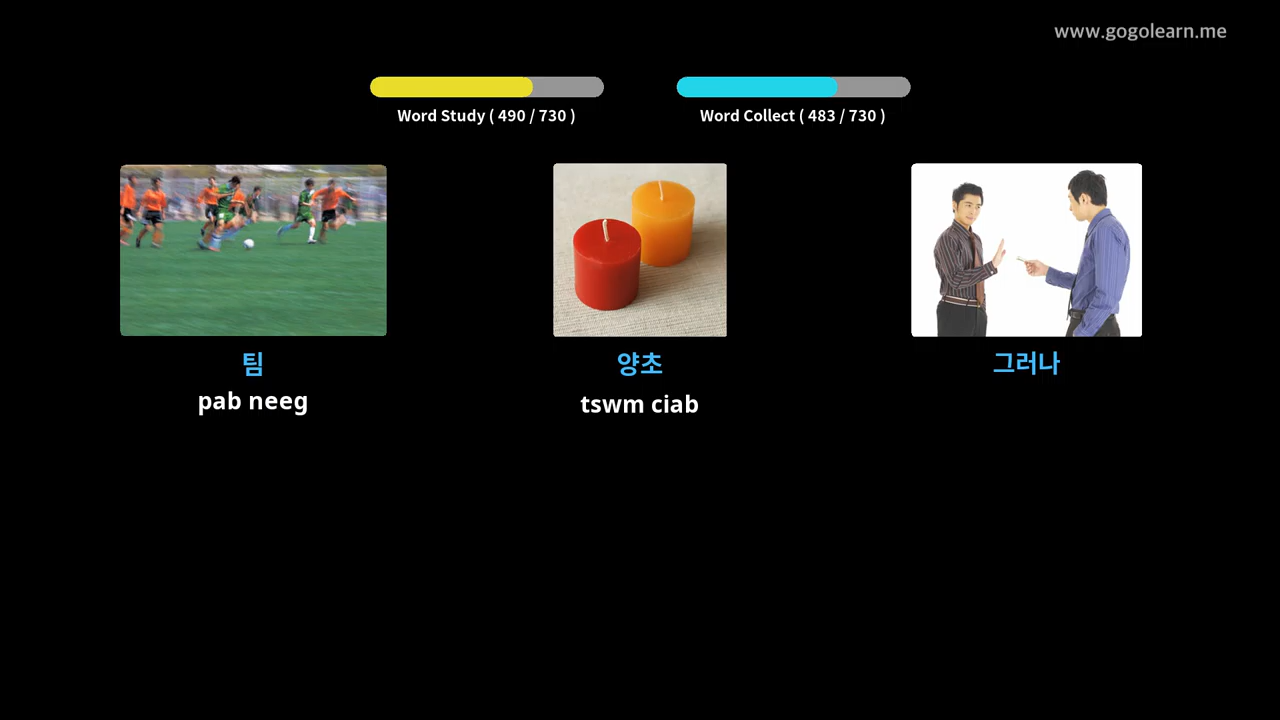 www.gogolearn.me
Word Study ( 490 / 730 )
Word Collect ( 483 / 730 )
팀
양초
그러나
pab neeg
tswm ciab